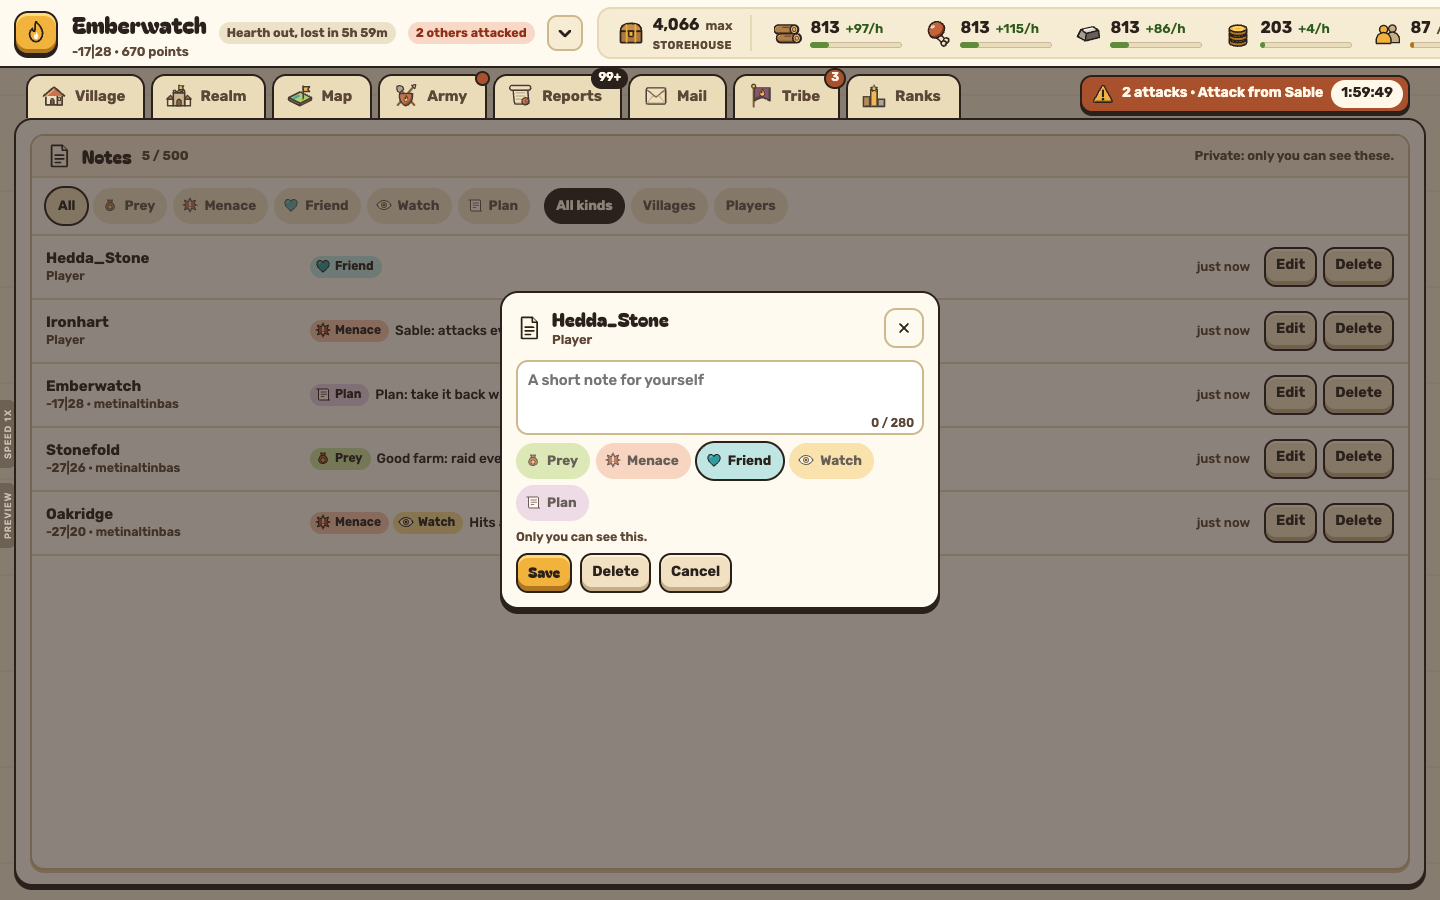 Emberwatch
-17|28 • 670 points
Hearth out, lost in 5h 59m
2 others attacked
4,066 max
STOREHOUSE
813 +97/h
813 +115/h
813 +86/h
203 +4/h
87 /
Village
Realm
Map
Army
Reports
99+
Mail
Tribe
3
Ranks
2 attacks • Attack from Sable 1:59:49
Notes 5 / 500
Private: only you can see these.
All
Prey
Menace
Friend
Watch
Plan
All kinds
Villages
Players
Hedda_Stone
Player
Friend
just now
Edit
Delete
Ironhart
Player
Menace
Sable: attacks
just now
Edit
Delete
Emberwatch
-17|28 • metinaltinbas
Plan
Plan: take it back
just now
Edit
Delete
Stonefold
-27|26 • metinaltinbas
Prey
Good farm: raid
just now
Edit
Delete
Oakridge
-27|20 • metinaltinbas
Menace
Watch
Hits
just now
Edit
Delete
Hedda_Stone
Player
A short note for yourself
0 / 280
Prey
Menace
Friend
Watch
Plan
Only you can see this.
Save
Delete
Cancel
SPEED 1X
PREVIEW